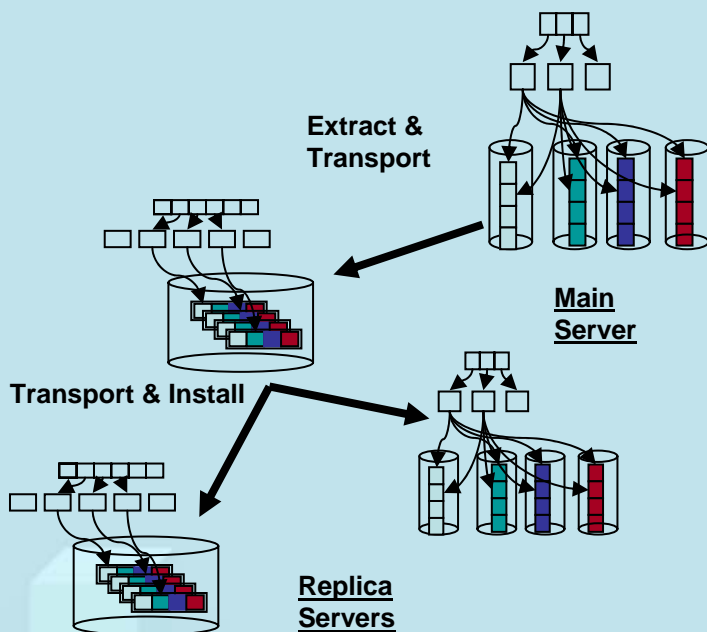 Extract &
Transport
Main
Server
Transport & Install
Replica
Servers